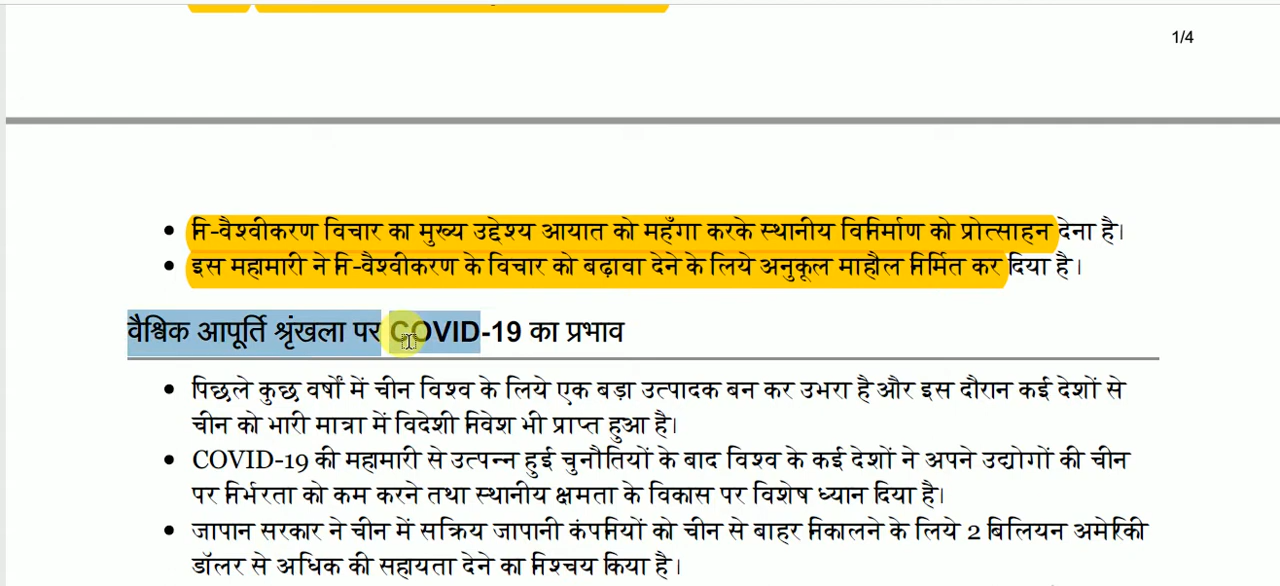 1/4
नि-वैश्वीकरण विचार का मुख्य उद्देश्य आयात को महँगा करके स्थानीय विनिर्माण को प्रोत्साहन देना है।
इस महामारी ने नि-वैश्वीकरण के विचार को बढ़ावा देने के लिये अनुकूल माहौल निर्मित कर दिया है।
वैश्विक आपूर्ति श्रृंखला पर COVID-19 का प्रभाव
पिछले कुछ वर्षों में चीन विश्व के लिये एक बड़ा उत्पादक बन कर उभरा है और इस दौरान कई देशों से
चीन को भारी मात्रा में विदेशी निवेश भी प्राप्त हुआ है।
COVID-19 की महामारी से उत्पन्न हुई चुनौतियों के बाद विश्व के कई देशों ने अपने उद्योगों की चीन
पर निर्भरता को कम करने तथा स्थानीय क्षमता के विकास पर विशेष ध्यान दिया है।
जापान सरकार ने चीन में सक्रिय जापानी कंपनियों को चीन से बाहर निकालने के लिये 2 बिलियन अमेरिकी
डॉलर से अधिक की सहायता देने का निश्चय किया है।